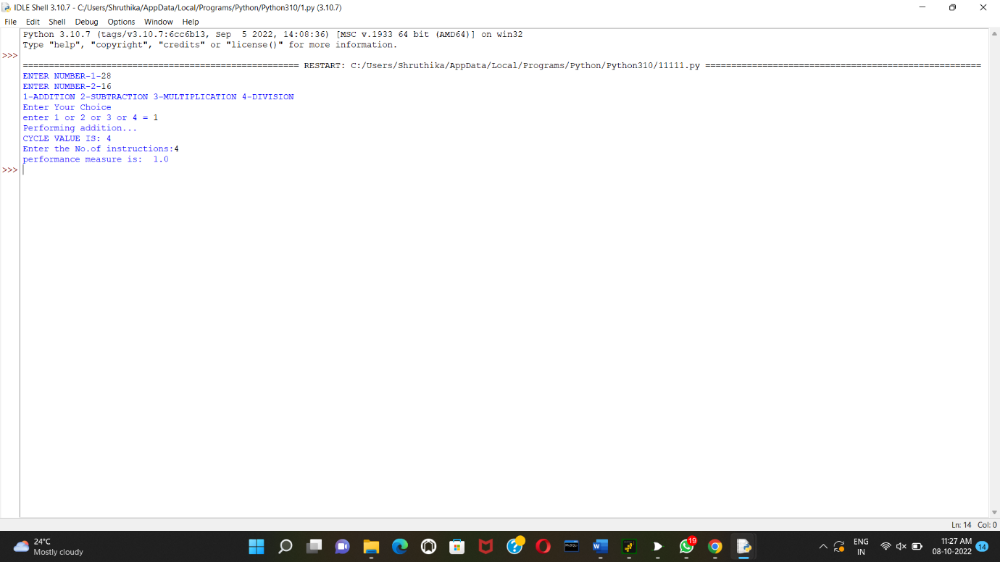 IDLE Shell 3.10.7 - C:/Users/Shruthika/AppData/Local/Programs/Python/Python310/1.py (3.10.7)
File Edit Shell Debug Options Window Help
Python 3.10.7 (tags/v3.10.7:6cc6b13, Sep  5 2022, 14:08:36) [MSC v.1933 64 bit (AMD64)] on win32
Type "help", "copyright", "credits" or "license()" for more information.
>>>
===================================================== RESTART: C:/Users/Shruthika/AppData/Local/Programs/Python/Python310/11111.py =====================================================
ENTER NUMBER-1-28
ENTER NUMBER-2-16
1-ADDITION 2-SUBTRACTION 3-MULTIPLICATION 4-DIVISION
Enter Your Choice
enter 1 or 2 or 3 or 4 = 1
Performing addition...
CYCLE VALUE IS: 4
Enter the No.of instructions:4
performance measure is:  1.0
>>>
Ln: 14 Col: 0
24°C
Mostly cloudy
MySQL
W
19
ENG
IN
11:27 AM
08-10-2022
14